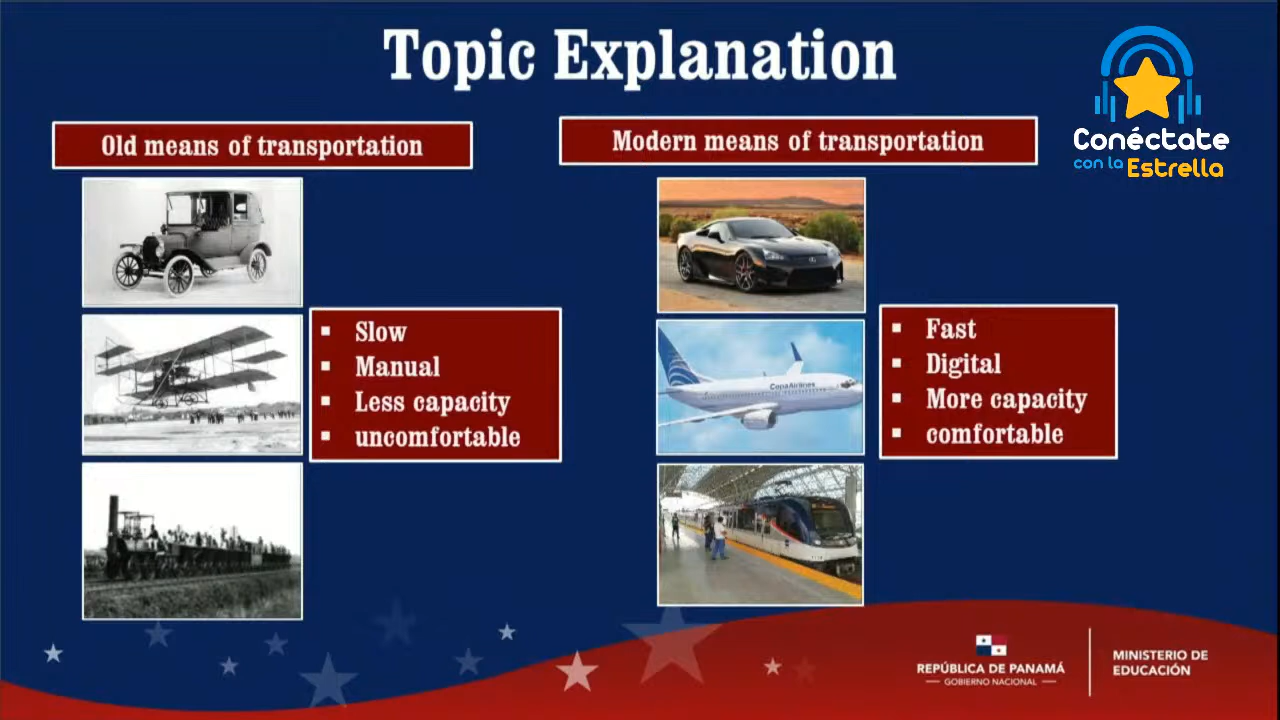 Topic Explanation
Conéctate
con la Estrella
Old means of transportation
Modern means of transportation
Slow
Manual
Less capacity
uncomfortable
CopaAirlines
Fast
Digital
More capacity
comfortable
REPÚBLICA DE PANAMÁ
GOBIERNO NACIONAL
MINISTERIO DE
EDUCACIÓN